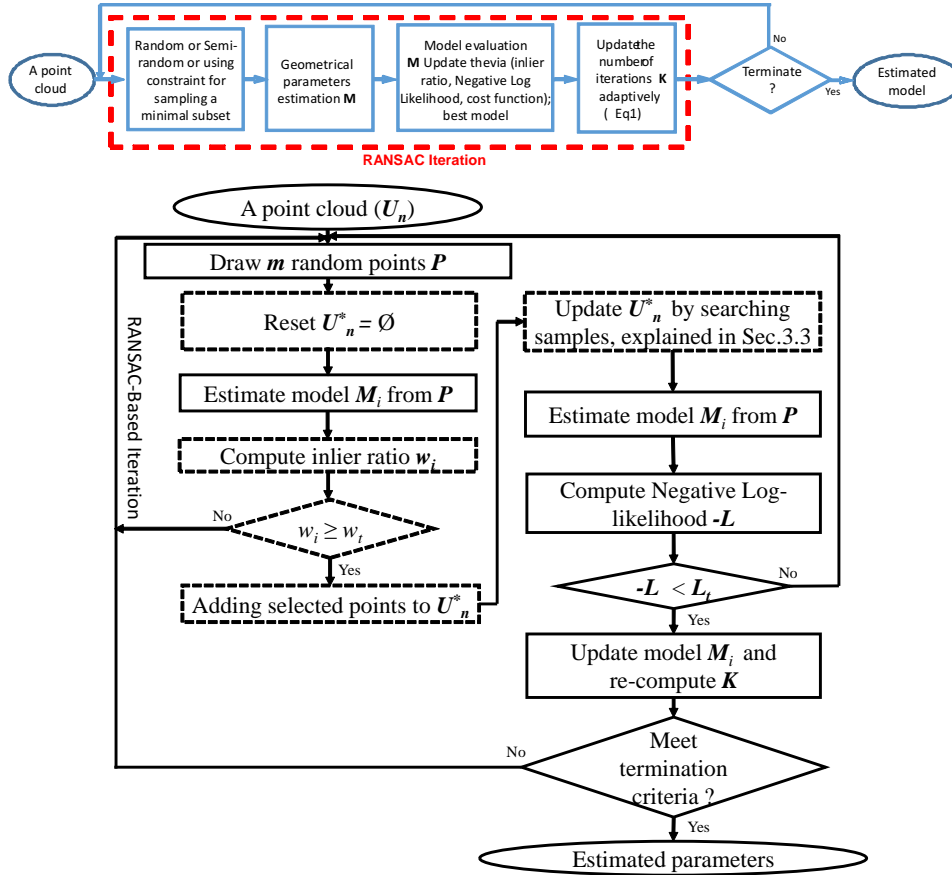 No
A point
cloud
Random or Semi-
random or using
constraint for
sampling a
minimal subset
Geometrical
parameters
estimation M
Model evaluation
M Update thevia (inlier
ratio, Negative Log
Likelihood, cost function);
best model
Update the
number of
iterations K
adaptively
( Eq1)
Terminate
?
Yes
Estimated
model
RANSAC Iteration
A point cloud (Un)
Draw m random points P
Reset U*n = Ø
Estimate model Mi from P
Compute inlier ratio wi
No
wi ≥ wt
Yes
Adding selected points to U*n
RANSAC-Based Iteration
Update U*n by searching
samples, explained in Sec.3.3
Estimate model Mi from P
Compute Negative Log-
likelihood -L
No
-L < Lt
Yes
Update model Mi and
re-compute K
No
Meet
termination
criteria ?
Yes
Estimated parameters